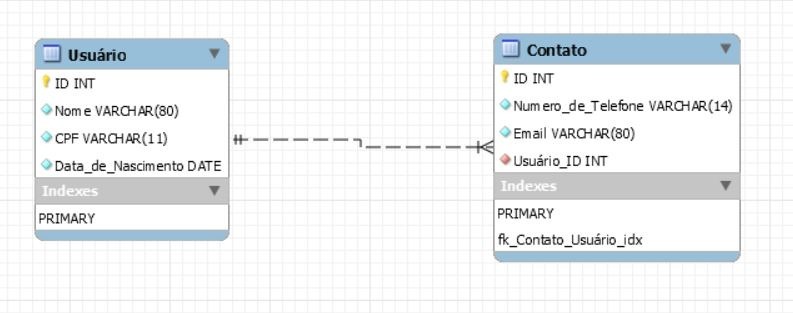 Usuário
ID INT
Nome VARCHAR(80)
CPF VARCHAR(11)
Data_de_Nascimento DATE
Indexes
PRIMARY
Contato
ID INT
Numero_de_Telefone VARCHAR(14)
Email VARCHAR(80)
Usuário_ID INT
Indexes
PRIMARY
fk_Contato_Usuário_idx